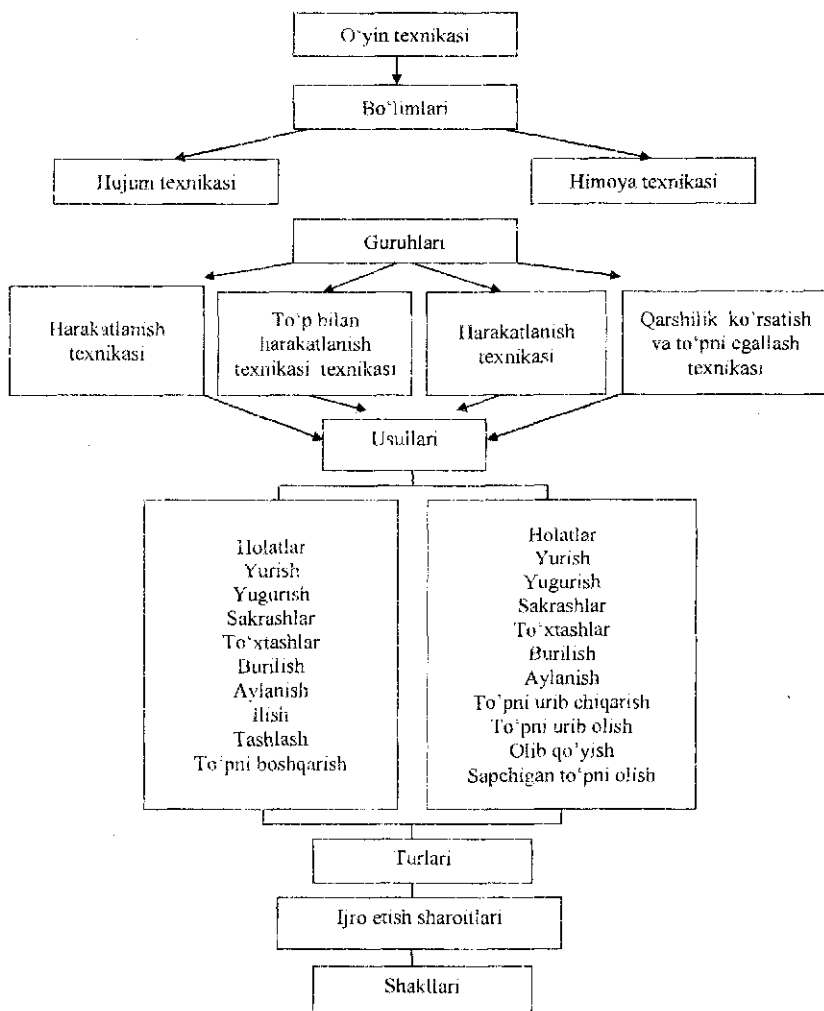 O‘yin texnikasi
Bo‘limlari
Hujum texnikasi
Himoya texnikasi
Guruhları
Harakatlanish
texnikasi
To‘p bilan
harakatlanish
texnikasi texnikası
Harakatlanish
texnikasi
Qarshilik ko‘rsatish
va to‘pni egallash
texnikasi
Usullari
Holatlar
Yurish
Yugurish
Sakrashlar
To‘xtashlar
Burilish
Aylanish
Ilish
Tashlash
To‘pni boshqarish
Holatlar
Yurish
Yugurish
Sakrashlar
To‘xtashlar
Burilish
Aylanish
To‘pni urib chiqarish
To‘pni urib olish
Olib qo‘yish
Sapchigan to‘pni olish
Turlari
Ijro etish sharoitlari
Shakllari